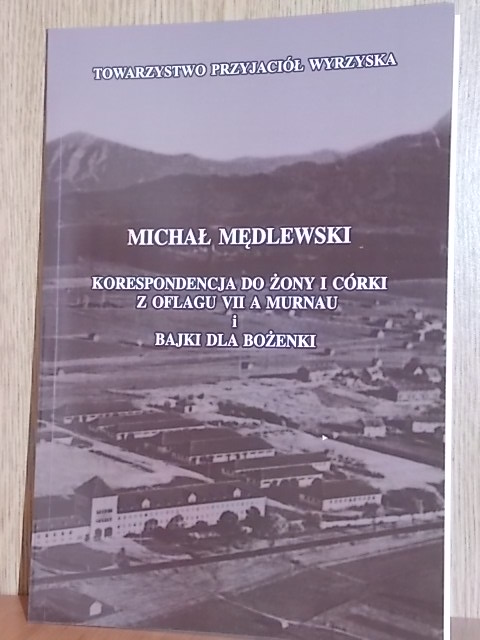 TOWARZYSTWO PRZYJACIÓŁ WYRZYSKA
MICHAŁ MĘDLEWSKI
KORESPONDENCJA DO ŻONY I CÓRKI
Z OFLAGU VII A MURNAU
i
BAJKI DLA BOŻENKI